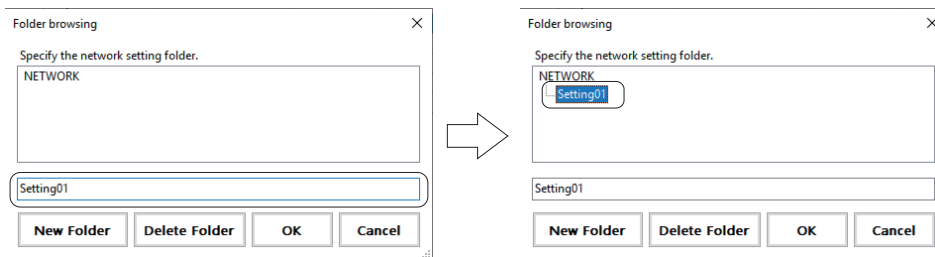 Folder browsing
Specify the network setting folder.
NETWORK
Setting01
New Folder Delete Folder OK Cancel
Folder browsing
Specify the network setting folder.
NETWORK
Setting01
Setting01
New Folder Delete Folder OK Cancel